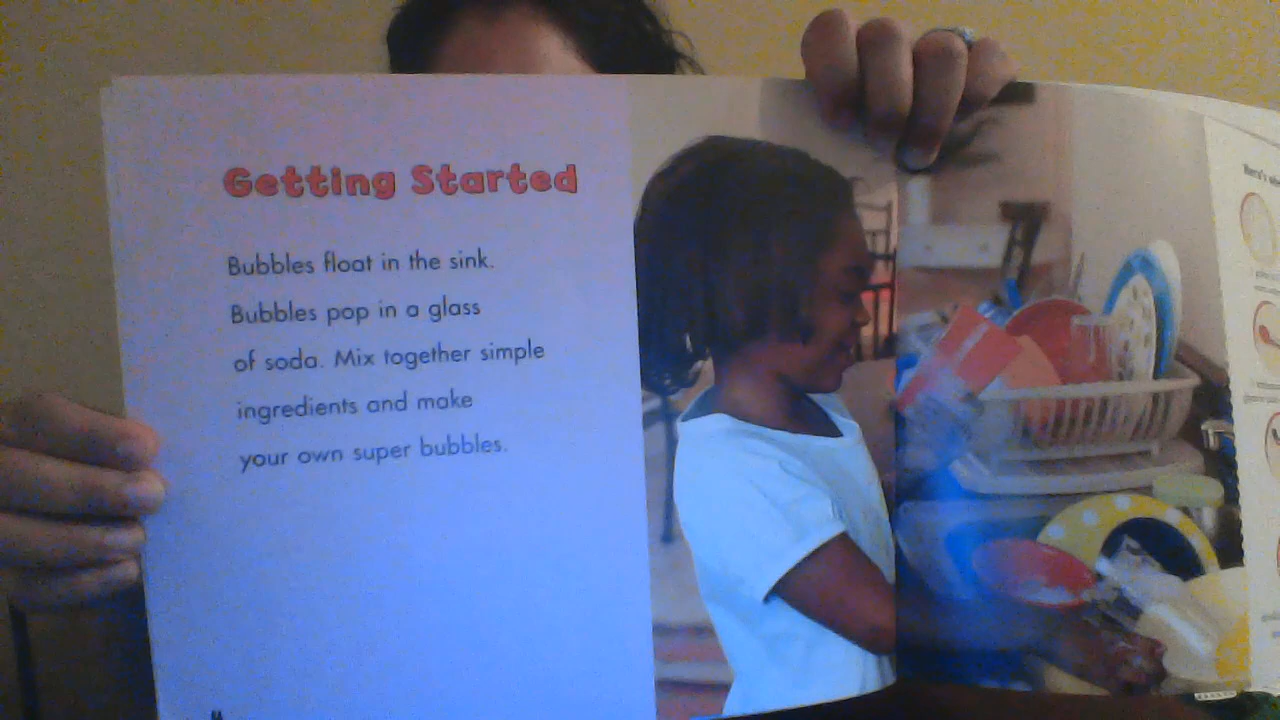 Getting Started
Bubbles float in the sink.
Bubbles pop in a glass
of soda. Mix together simple
ingredients and make
your own super bubbles.